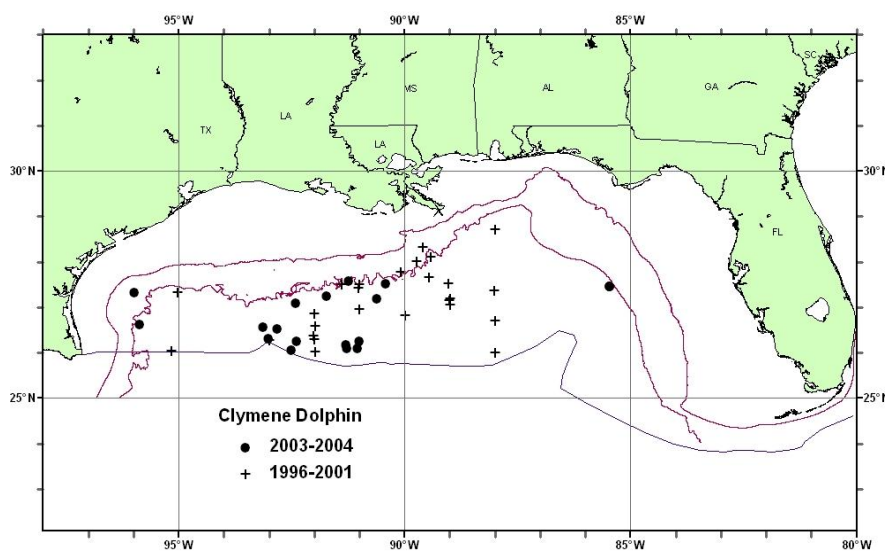 95°W 90°W 85°W
SC
MS AL GA
LA
TX
LA
30°N 30°N
FL
25°N 25°N
Clymene Dolphin
2003-2004
1996-2001
95°W 90°W 85°W 80°W